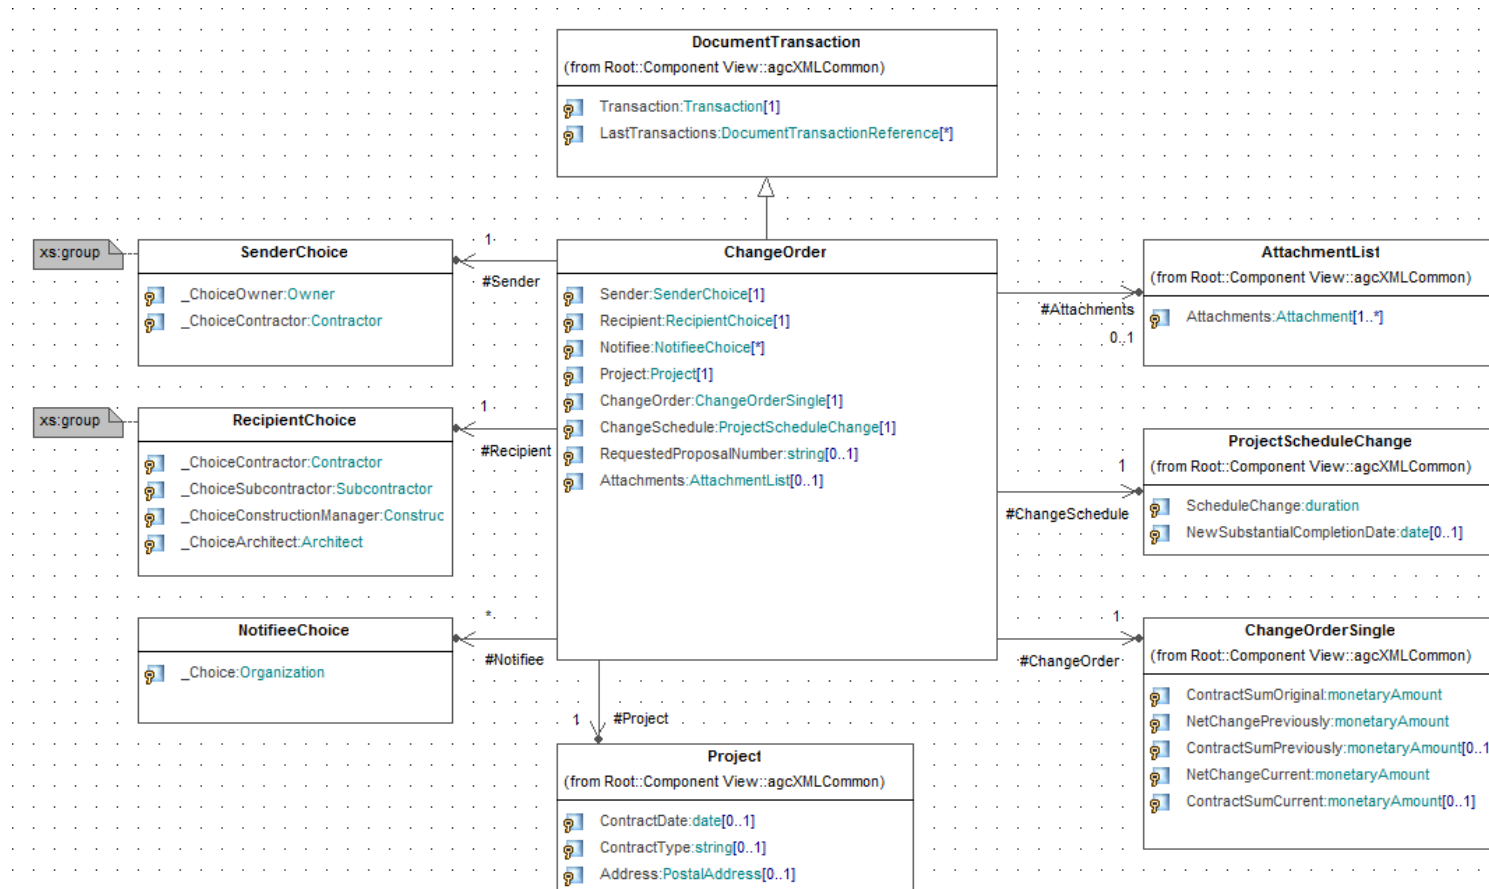 DocumentTransaction
(from Root::Component View::agcXMLCommon)
Transaction:Transaction[1]
LastTransactions:DocumentTransactionReference[*]
xs:group
SenderChoice
_ChoiceOwner:Owner
_ChoiceContractor:Contractor
1
#Sender
ChangeOrder
Sender:SenderChoice[1]
Recipient:RecipientChoice[1]
Notifiee:NotifieeChoice[*]
Project:Project[1]
ChangeOrder:ChangeOrderSingle[1]
ChangeSchedule:ProjectScheduleChange[1]
RequestedProposalNumber:string[0..1]
Attachments:AttachmentList[0..1]
#Attachments
0..1
AttachmentList
(from Root::Component View::agcXMLCommon)
Attachments:Attachment[1..*]
xs:group
RecipientChoice
_ChoiceContractor:Contractor
_ChoiceSubcontractor:Subcontractor
_ChoiceConstructionManager:Construc
_ChoiceArchitect:Architect
1
#Recipient
1
#ChangeSchedule
ProjectScheduleChange
(from Root::Component View::agcXMLCommon)
ScheduleChange:duration
NewSubstantialCompletionDate:date[0..1]
NotifieeChoice
_Choice:Organization
*
#Notifiee
1
#ChangeOrder
ChangeOrderSingle
(from Root::Component View::agcXMLCommon)
ContractSumOriginal:monetaryAmount
NetChangePreviously:monetaryAmount
ContractSumPreviously:monetaryAmount[0..1
NetChangeCurrent:monetaryAmount
ContractSumCurrent:monetaryAmount[0..1]
1
#Project
Project
(from Root::Component View::agcXMLCommon)
ContractDate:date[0..1]
ContractType:string[0..1]
Address:PostalAddress[0..1]